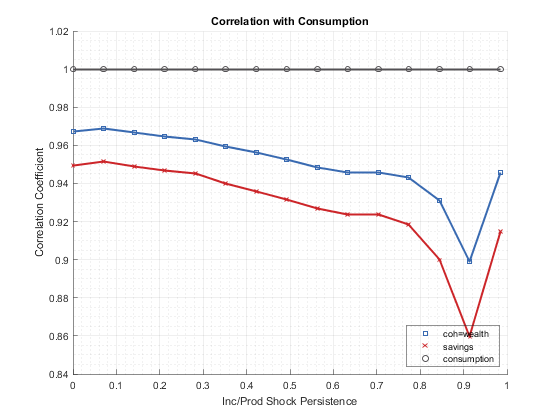 Correlation with Consumption
1.02
1
0.98
0.96
0.94
0.92
0.9
0.88
0.86
0.84
Correlation Coefficient
coh=wealth
savings
consumption
0 0.1 0.2 0.3 0.4 0.5 0.6 0.7 0.8 0.9 1
Inc/Prod Shock Persistence